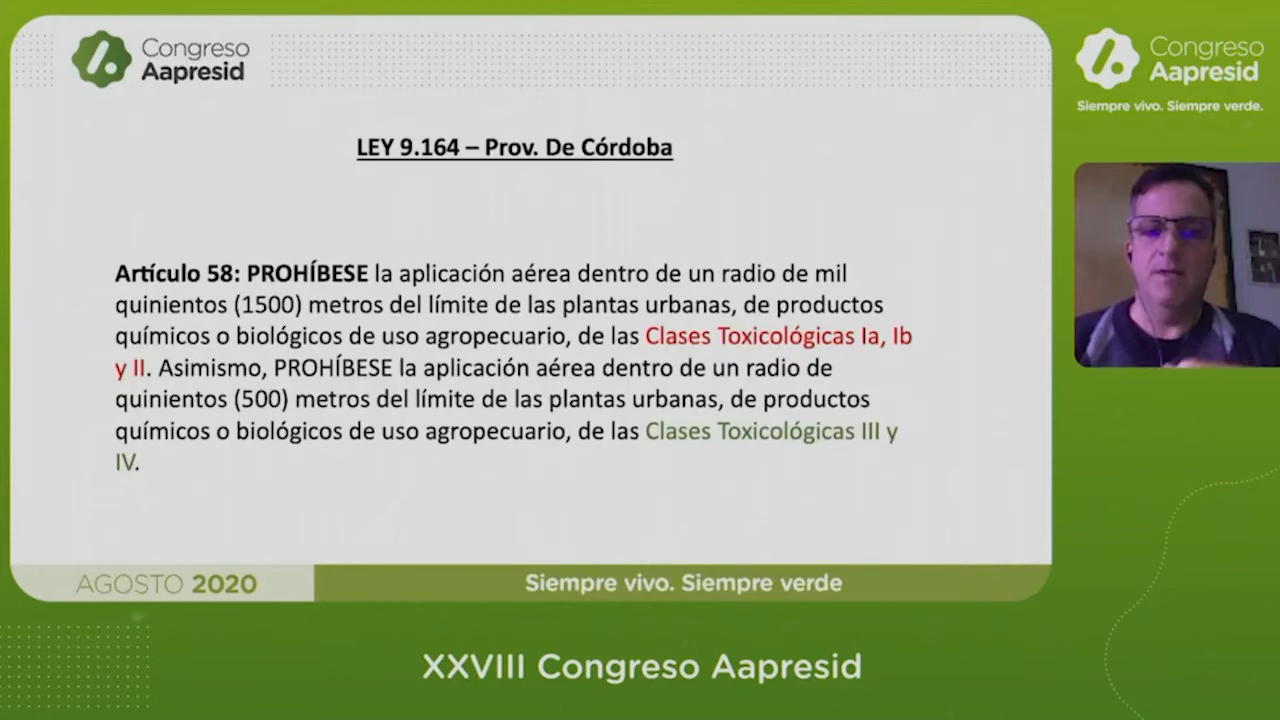 Congreso
Aapresid
LEY 9.164 – Prov. De Córdoba
Artículo 58: PROHÍBESE la aplicación aérea dentro de un radio de mil
quinientos (1500) metros del límite de las plantas urbanas, de productos
químicos o biológicos de uso agropecuario, de las Clases Toxicológicas Ia, Ib
y II. Asimismo, PROHÍBESE la aplicación aérea dentro de un radio de
quinientos (500) metros del límite de las plantas urbanas, de productos
químicos o biológicos de uso agropecuario, de las Clases Toxicológicas III y
IV.
AGOSTO 2020
Siempre vivo. Siempre verde
Congreso
Aapresid
Siempre vivo. Siempre verde.
XXVIII Congreso Aapresid